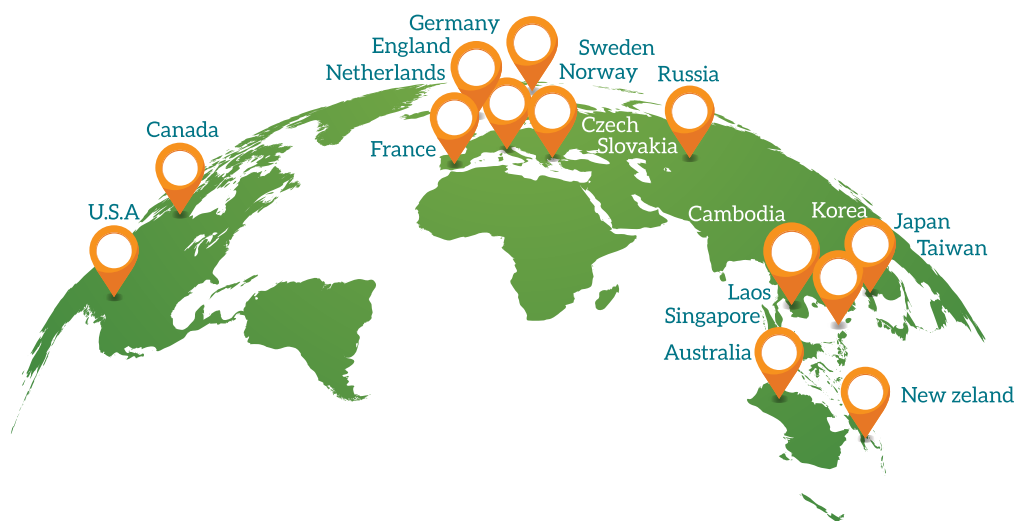 Germany
England
Netherlands
Sweden
Norway
Russia
Canada
France
Czech
Slovakia
U.S.A
Cambodia
Korea
Japan
Taiwan
Laos
Singapore
Australia
New zeland